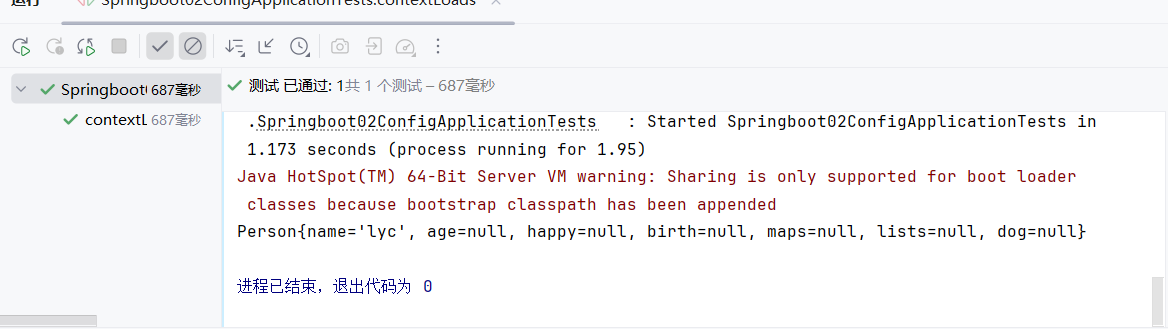 Springboot02ConfigApplicationTests.contextLoads ×
Springboot 687毫秒
contextL 687毫秒
测试 已通过: 1共 1 个测试 – 687毫秒
.Springboot02ConfigApplicationTests   : Started Springboot02ConfigApplicationTests in
1.173 seconds (process running for 1.95)
Java HotSpot(TM) 64-Bit Server VM warning: Sharing is only supported for boot loader
classes because bootstrap classpath has been appended
Person{name='lyc', age=null, happy=null, birth=null, maps=null, lists=null, dog=null}
进程已结束，退出代码为 0